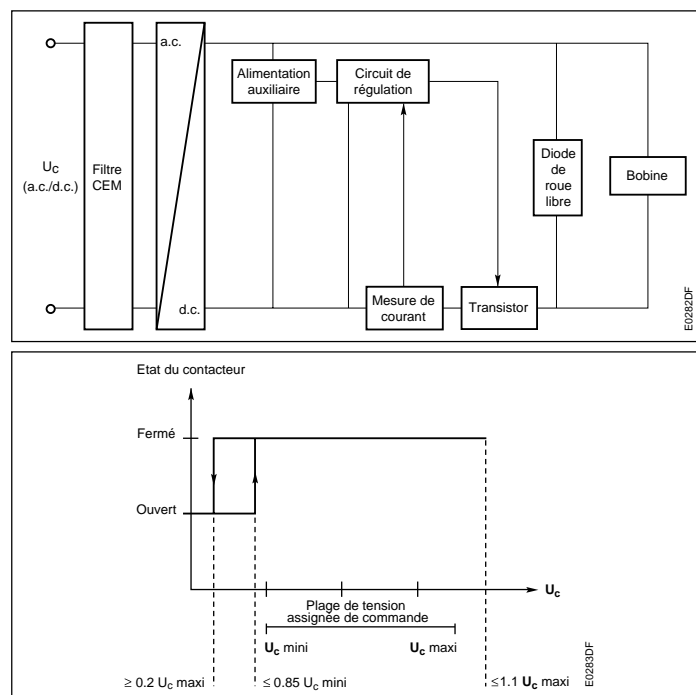 a.c.
Alimentation
auxiliaire
Circuit de
régulation
Uc
(a.c./d.c.)
Filtre
CEM
Diode
de
roue
libre
Bobine
d.c.
Mesure de
courant
Transistor
E0282DF
Etat du contacteur
Fermé
Ouvert
Uc
Plage de tension
assignée de commande
Uc mini
Uc maxi
≥ 0.2 Uc maxi
≤ 0.85 Uc mini
≤1.1 Uc maxi
E0283DF